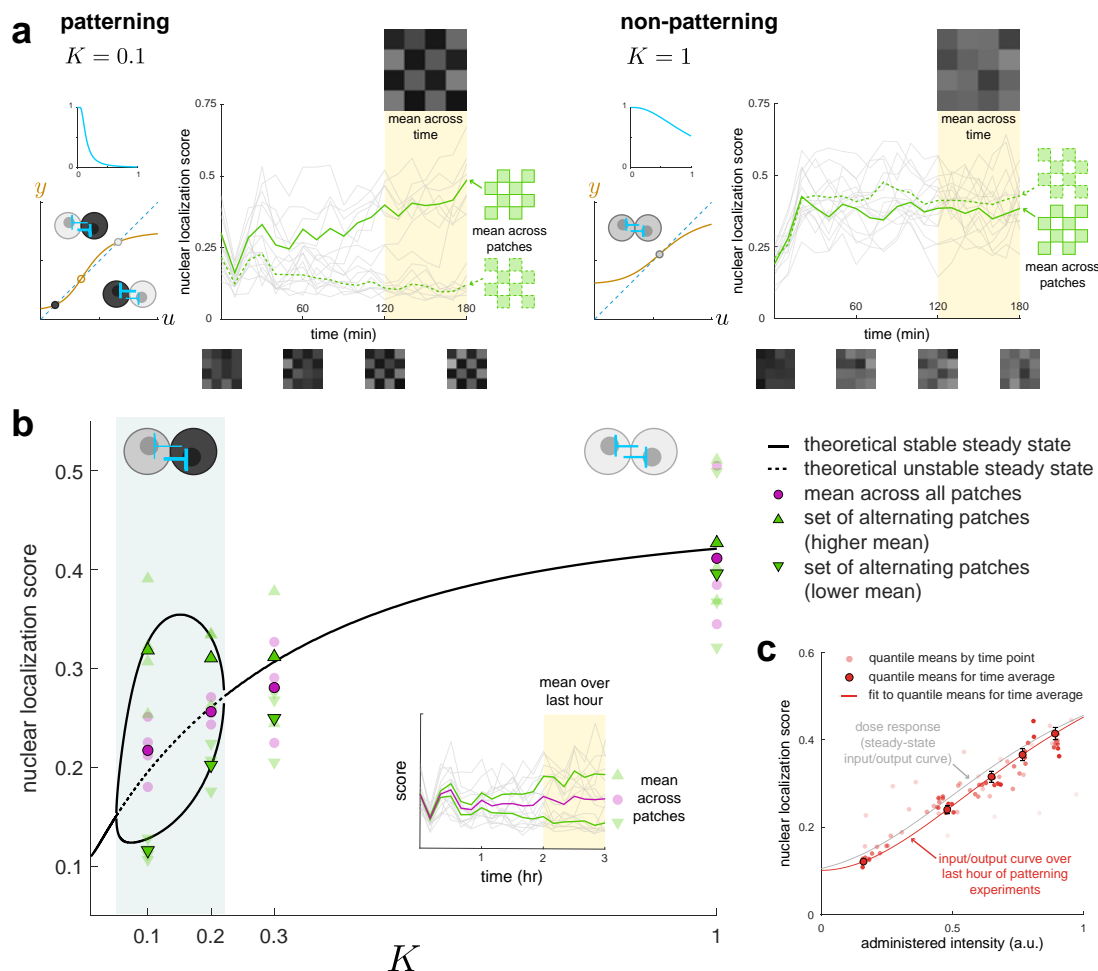 a
patterning
K = 0.1
1
0
0
1
y
u
nuclear localization score
0.75
0.5
0.25
0
60
120
180
time (min)
mean across
time
mean across
patches
non-patterning
K = 1
1
0
0
1
y
u
nuclear localization score
0.75
0.5
0.25
0
60
120
180
time (min)
mean across
time
mean across
patches
b
nuclear localization score
0.5
0.4
0.3
0.2
0.1
0.1
0.2
0.3
1
K
score
mean over
last hour
mean
across
patches
1
2
3
time (hr)
theoretical stable steady state
theoretical unstable steady state
mean across all patches
set of alternating patches
(higher mean)
set of alternating patches
(lower mean)
c
nuclear localization score
0.6
0.4
0.2
0
0
0.5
1
administered intensity (a.u.)
quantile means by time point
quantile means for time average
fit to quantile means for time average
dose response
(steady-state
input/output curve)
input/output curve over
last hour of patterning
experiments